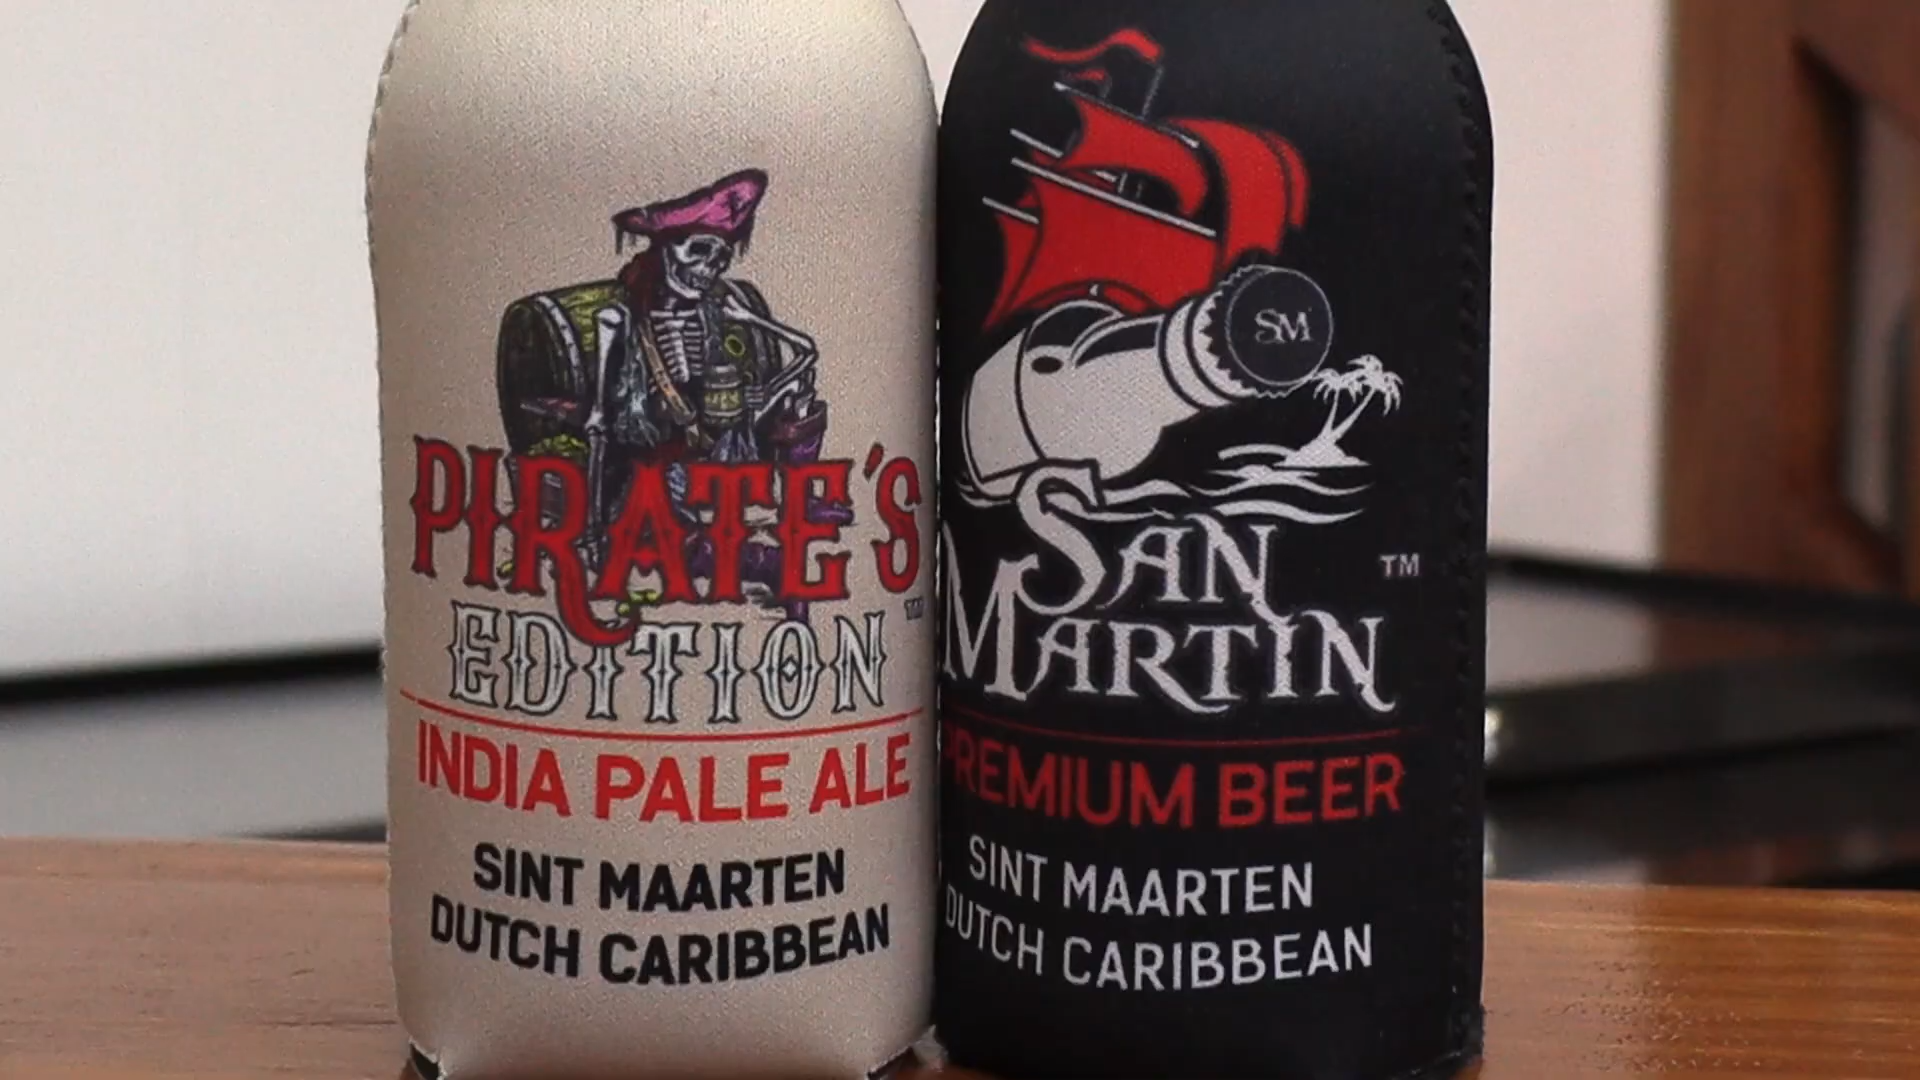 PIRATE'S
EDITION
TM
INDIA PALE ALE
SINT MAARTEN
DUTCH CARIBBEAN
SM
SAN
MARTIN
TM
PREMIUM BEER
SINT MAARTEN
DUTCH CARIBBEAN